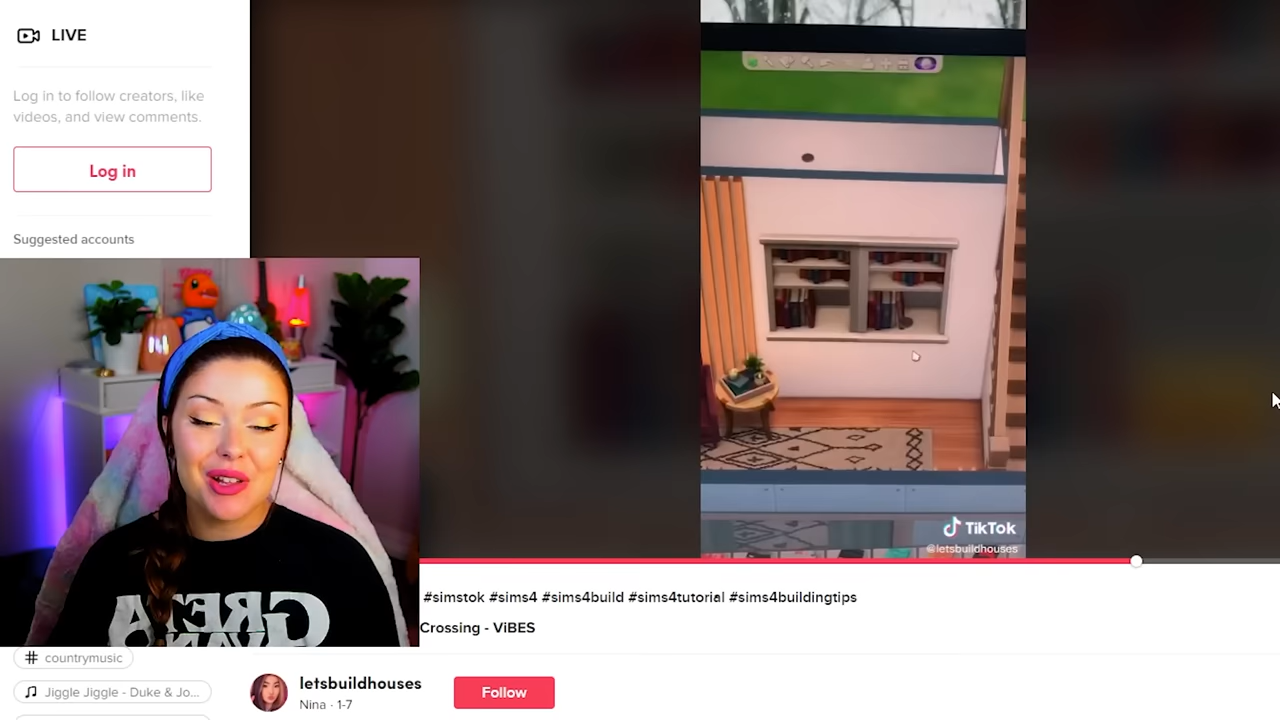 LIVE
Log in to follow creators, like
videos, and view comments.
Log in
Suggested accounts
TikTok
@letsbuildhouses
#simstok #sims4 #sims4build #sims4tutorial #sims4buildingtips
Crossing - ViBES
GRETA
# countrymusic
Jiggle Jiggle - Duke & Jo...
letsbuildhouses
Nina · 1-7
Follow